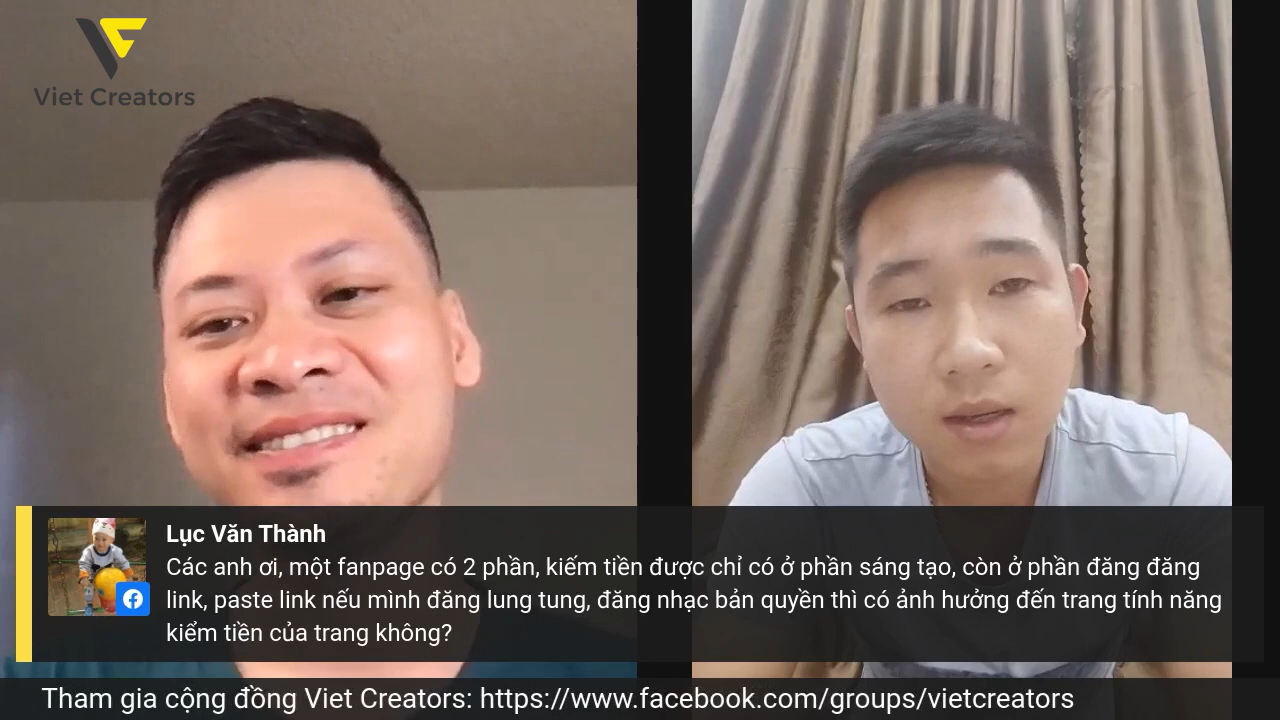 Viet Creators
Lục Văn Thành
Các anh ơi, một fanpage có 2 phần, kiếm tiền được chỉ có ở phần sáng tạo, còn ở phần đăng đăng
link, paste link nếu mình đăng lung tung, đăng nhạc bản quyền thì có ảnh hưởng đến trang tính năng
kiểm tiền của trang không?
Tham gia cộng đồng Viet Creators: https://www.facebook.com/groups/vietcreators